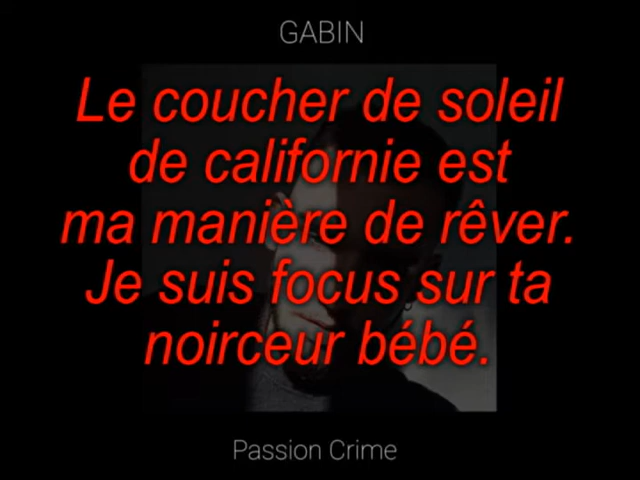 GABIN
Le coucher de soleil
de californie est
ma manière de rêver.
Je suis focus sur ta
noirceur bébé.
Passion Crime